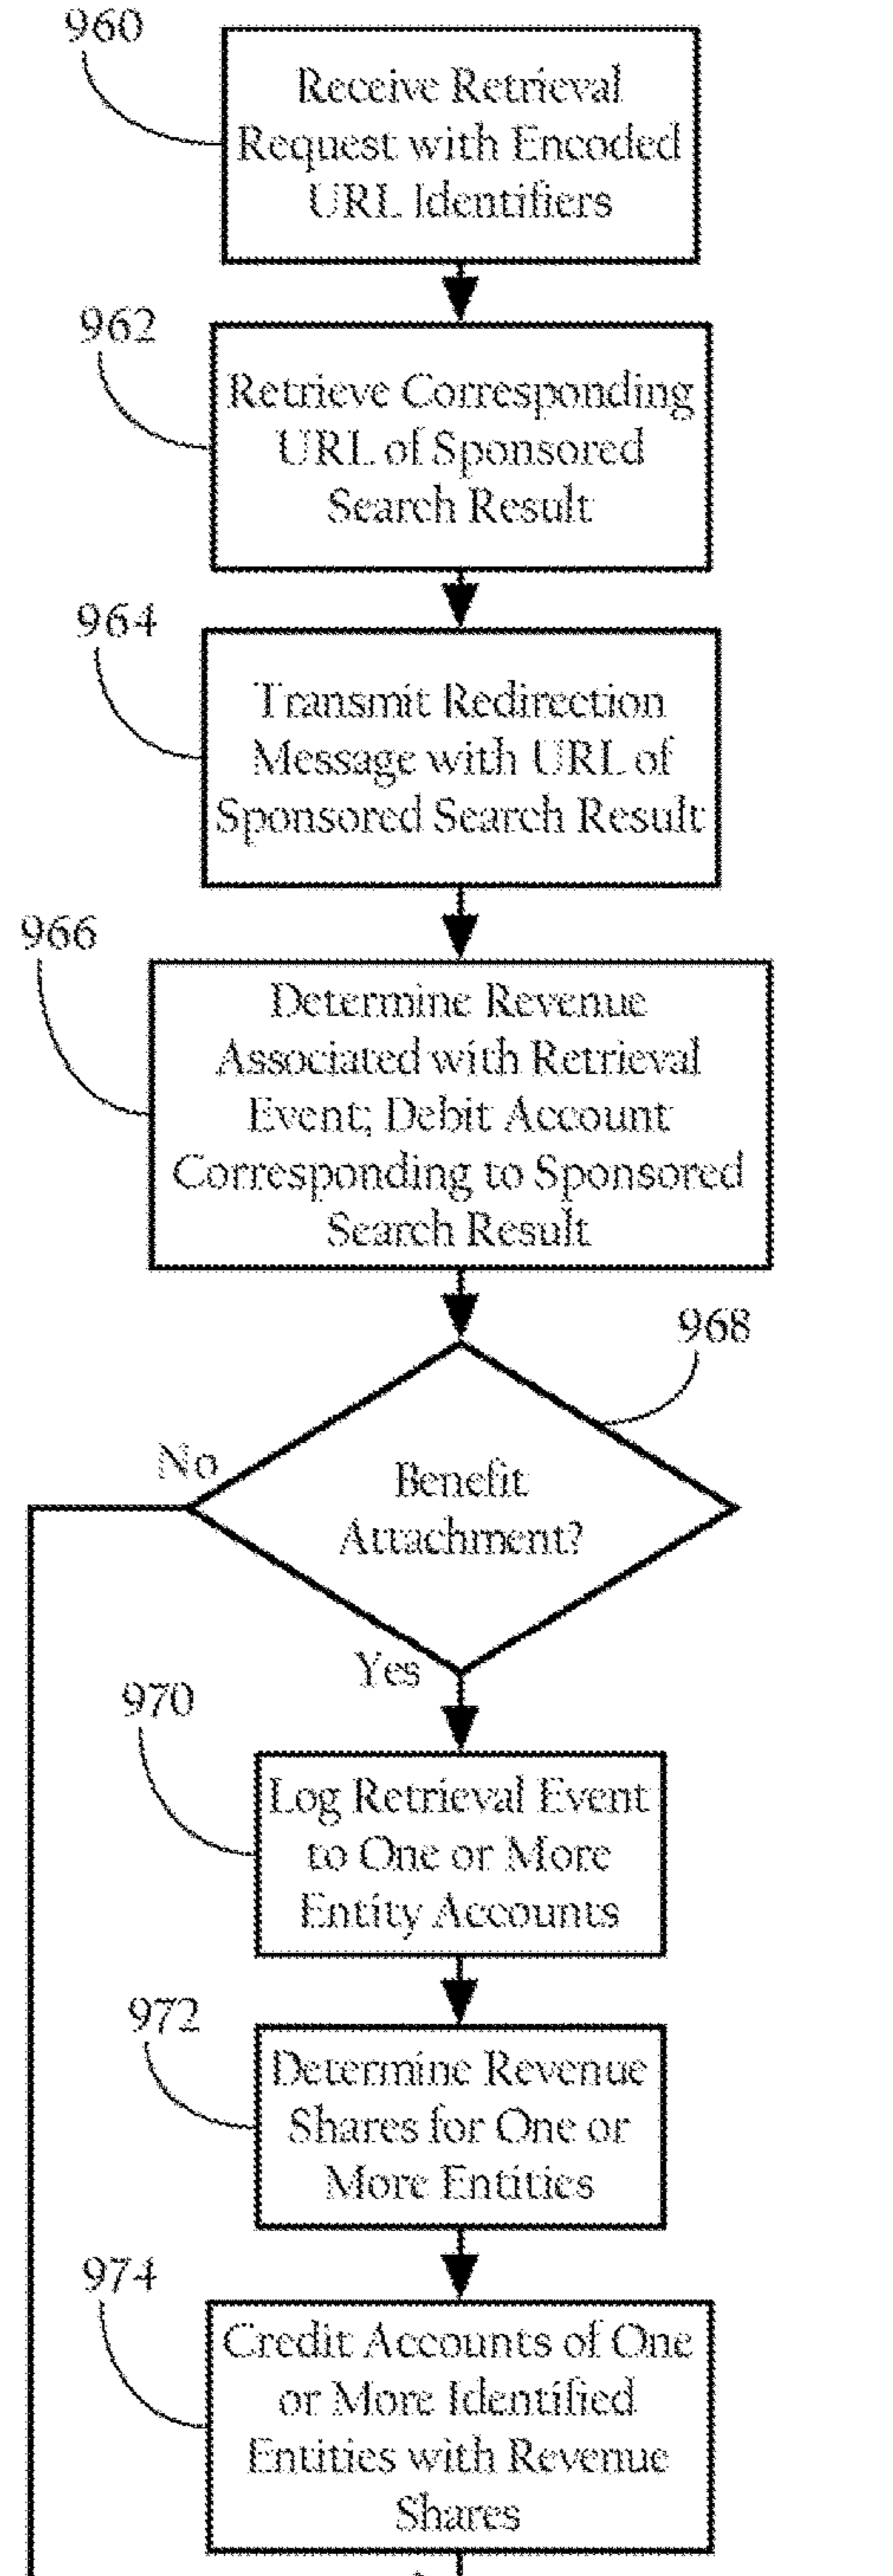 960
Receive Retrieval
Request with Encoded
URL Identifiers
962
Retrieve Corresponding
URL of Sponsored
Search Result
964
Transmit Redirection
Message with URL of
Sponsored Search Result
966
Determine Revenue
Associated with Retrieval
Event; Debit Account
Corresponding to Sponsored
Search Result
968
No
Benefit
Attachment?
Yes
970
Log Retrieval Event
to One or More
Entity Accounts
972
Determine Revenue
Shares for One or
More Entities
974
Credit Accounts of One
or More Identified
Entities with Revenue
Shares